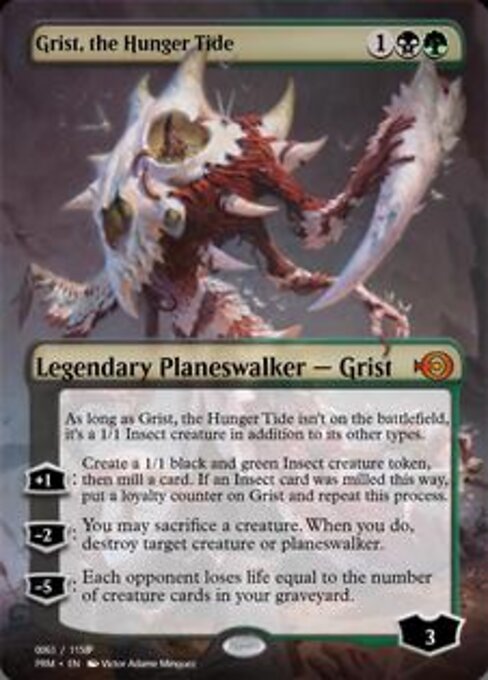 Grist, the Hunger Tide 1
Legendary Planeswalker — Grist
As long as Grist, the Hunger Tide isn't on the battlefield,
it's a 1/1 Insect creature in addition to its other types.
Create a 1/1 black and green Insect creature token,
+1 : then mill a card. If an Insect card was milled this way,
put a loyalty counter on Grist and repeat this process.
-2 : You may sacrifice a creature. When you do,
destroy target creature or planeswalker.
-5 : Each opponent loses life equal to the number
of creature cards in your graveyard.
3
PRM • EN Victor Adame Minguez